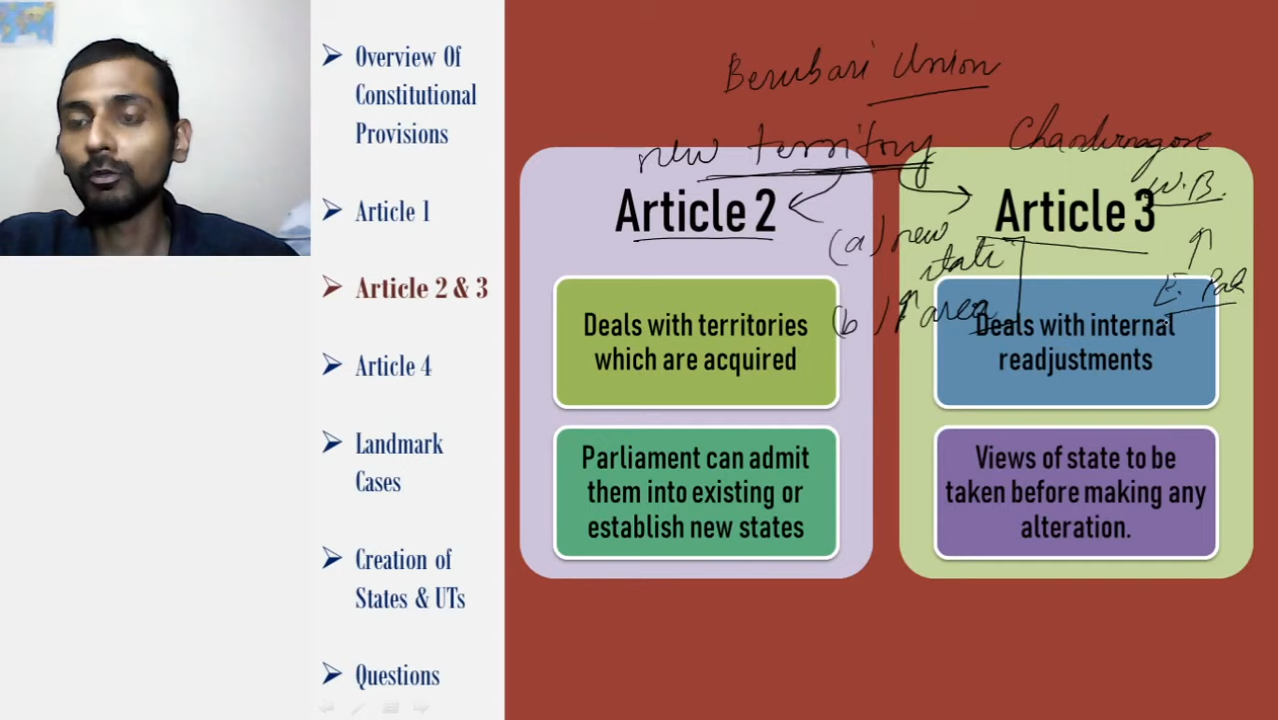 Overview Of
Constitutional
Provisions
Article 1
Article 2 & 3
Article 4
Landmark
Cases
Creation of
States & UTs
Questions
Berubari Union
new territory
Chandernagore
W.B.
E. Pak
Article 2
(a) new
state
(b) ↑ area
Deals with territories
which are acquired
Parliament can admit
them into existing or
establish new states
Article 3
Deals with internal
readjustments
Views of state to be
taken before making any
alteration.